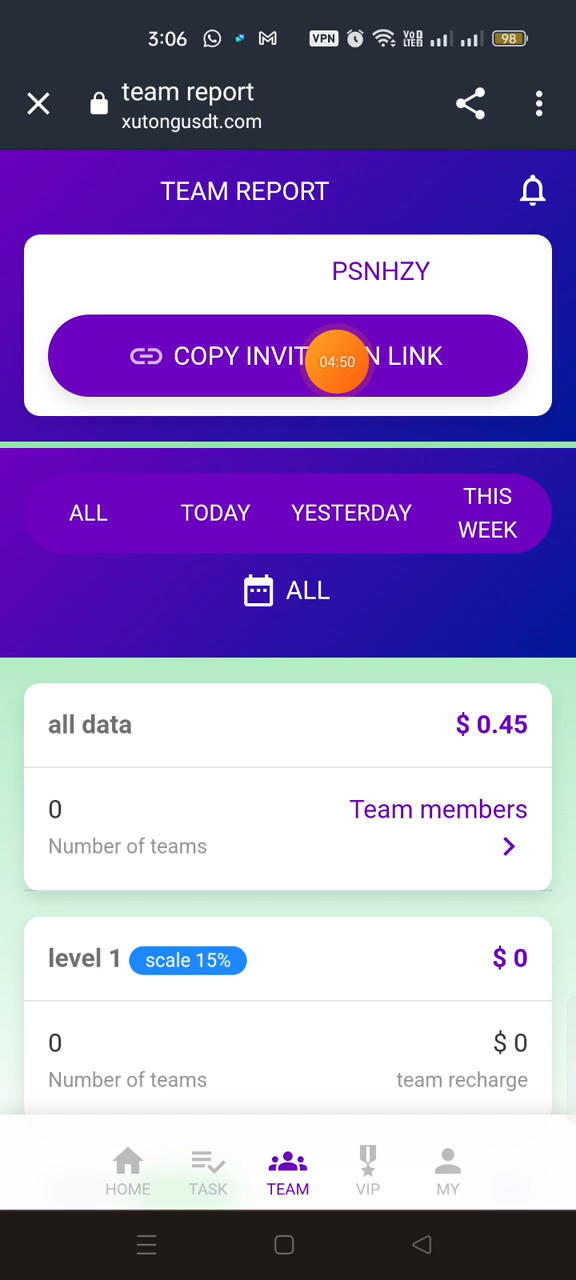 3:06 VPN Vo) LTE2 98
team report
xutongusdt.com
TEAM REPORT
PSNHZY
COPY INVIT N LINK
04:50
ALL TODAY YESTERDAY THIS WEEK
ALL
all data $ 0.45
0 Team members
Number of teams
level 1 scale 15% $ 0
0 $ 0
Number of teams team recharge
HOME TASK TEAM VIP MY